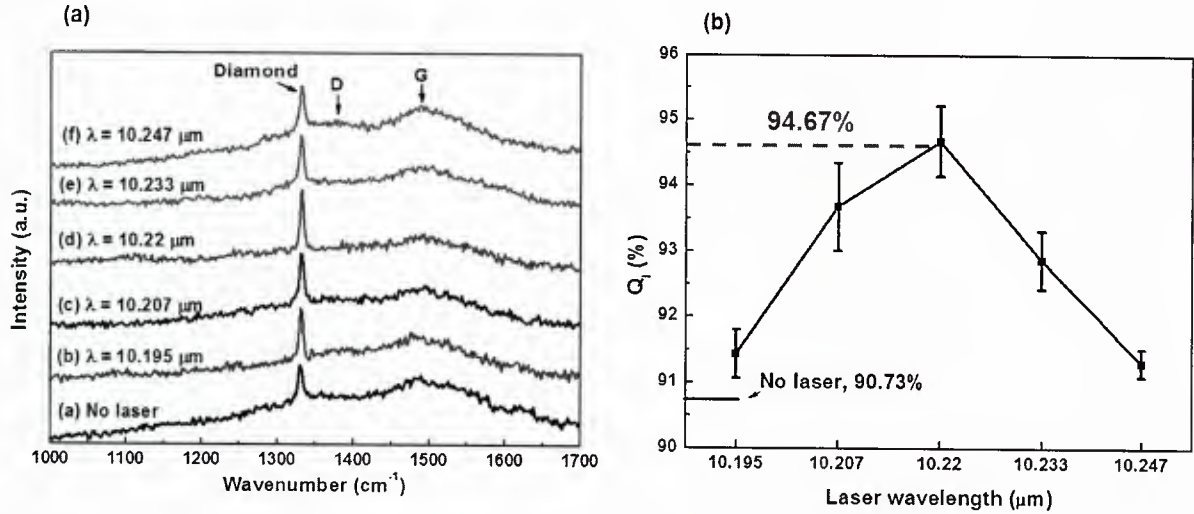 (a)
Diamond
D
G
(f) λ = 10.247 µm
(e) λ = 10.233 µm
(d) λ = 10.22 µm
(c) λ = 10.207 µm
(b) λ = 10.195 µm
(a) No laser
Intensity (a.u.)
1000 1100 1200 1300 1400 1500 1600 1700
Wavenumber (cm⁻¹)
(b)
96
95
94
93
92
91
90
94.67%
No laser, 90.73%
Qᵢ (%)
10.195 10.207 10.22 10.233 10.247
Laser wavelength (µm)